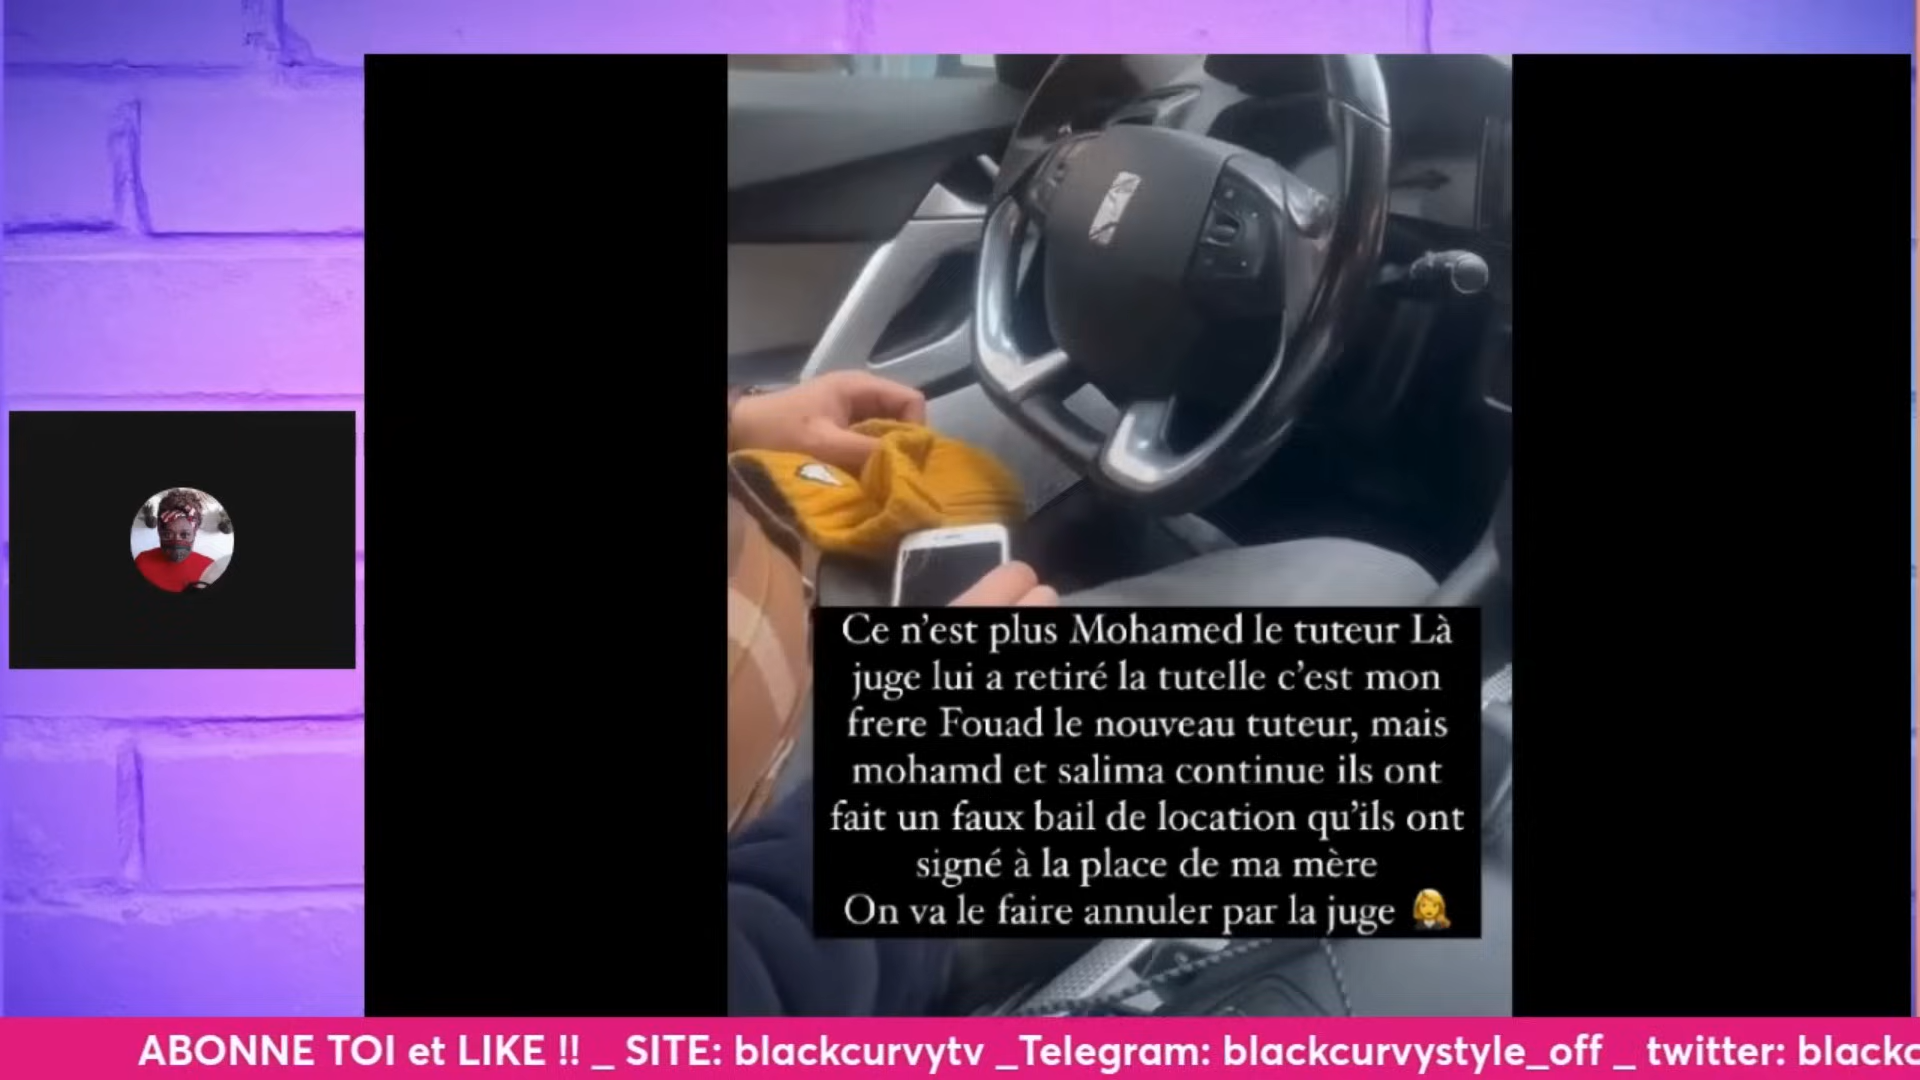 Ce n'est plus Mohamed le tuteur Là
juge lui a retiré la tutelle c'est mon
frere Fouad le nouveau tuteur, mais
mohamd et salima continue ils ont
fait un faux bail de location qu'ils ont
signé à la place de ma mère
On va le faire annuler par la juge 👩‍⚖️
ABONNE TOI et LIKE !! _ SITE: blackcurvytv _Telegram: blackcurvystyle_off _ twitter: blackc